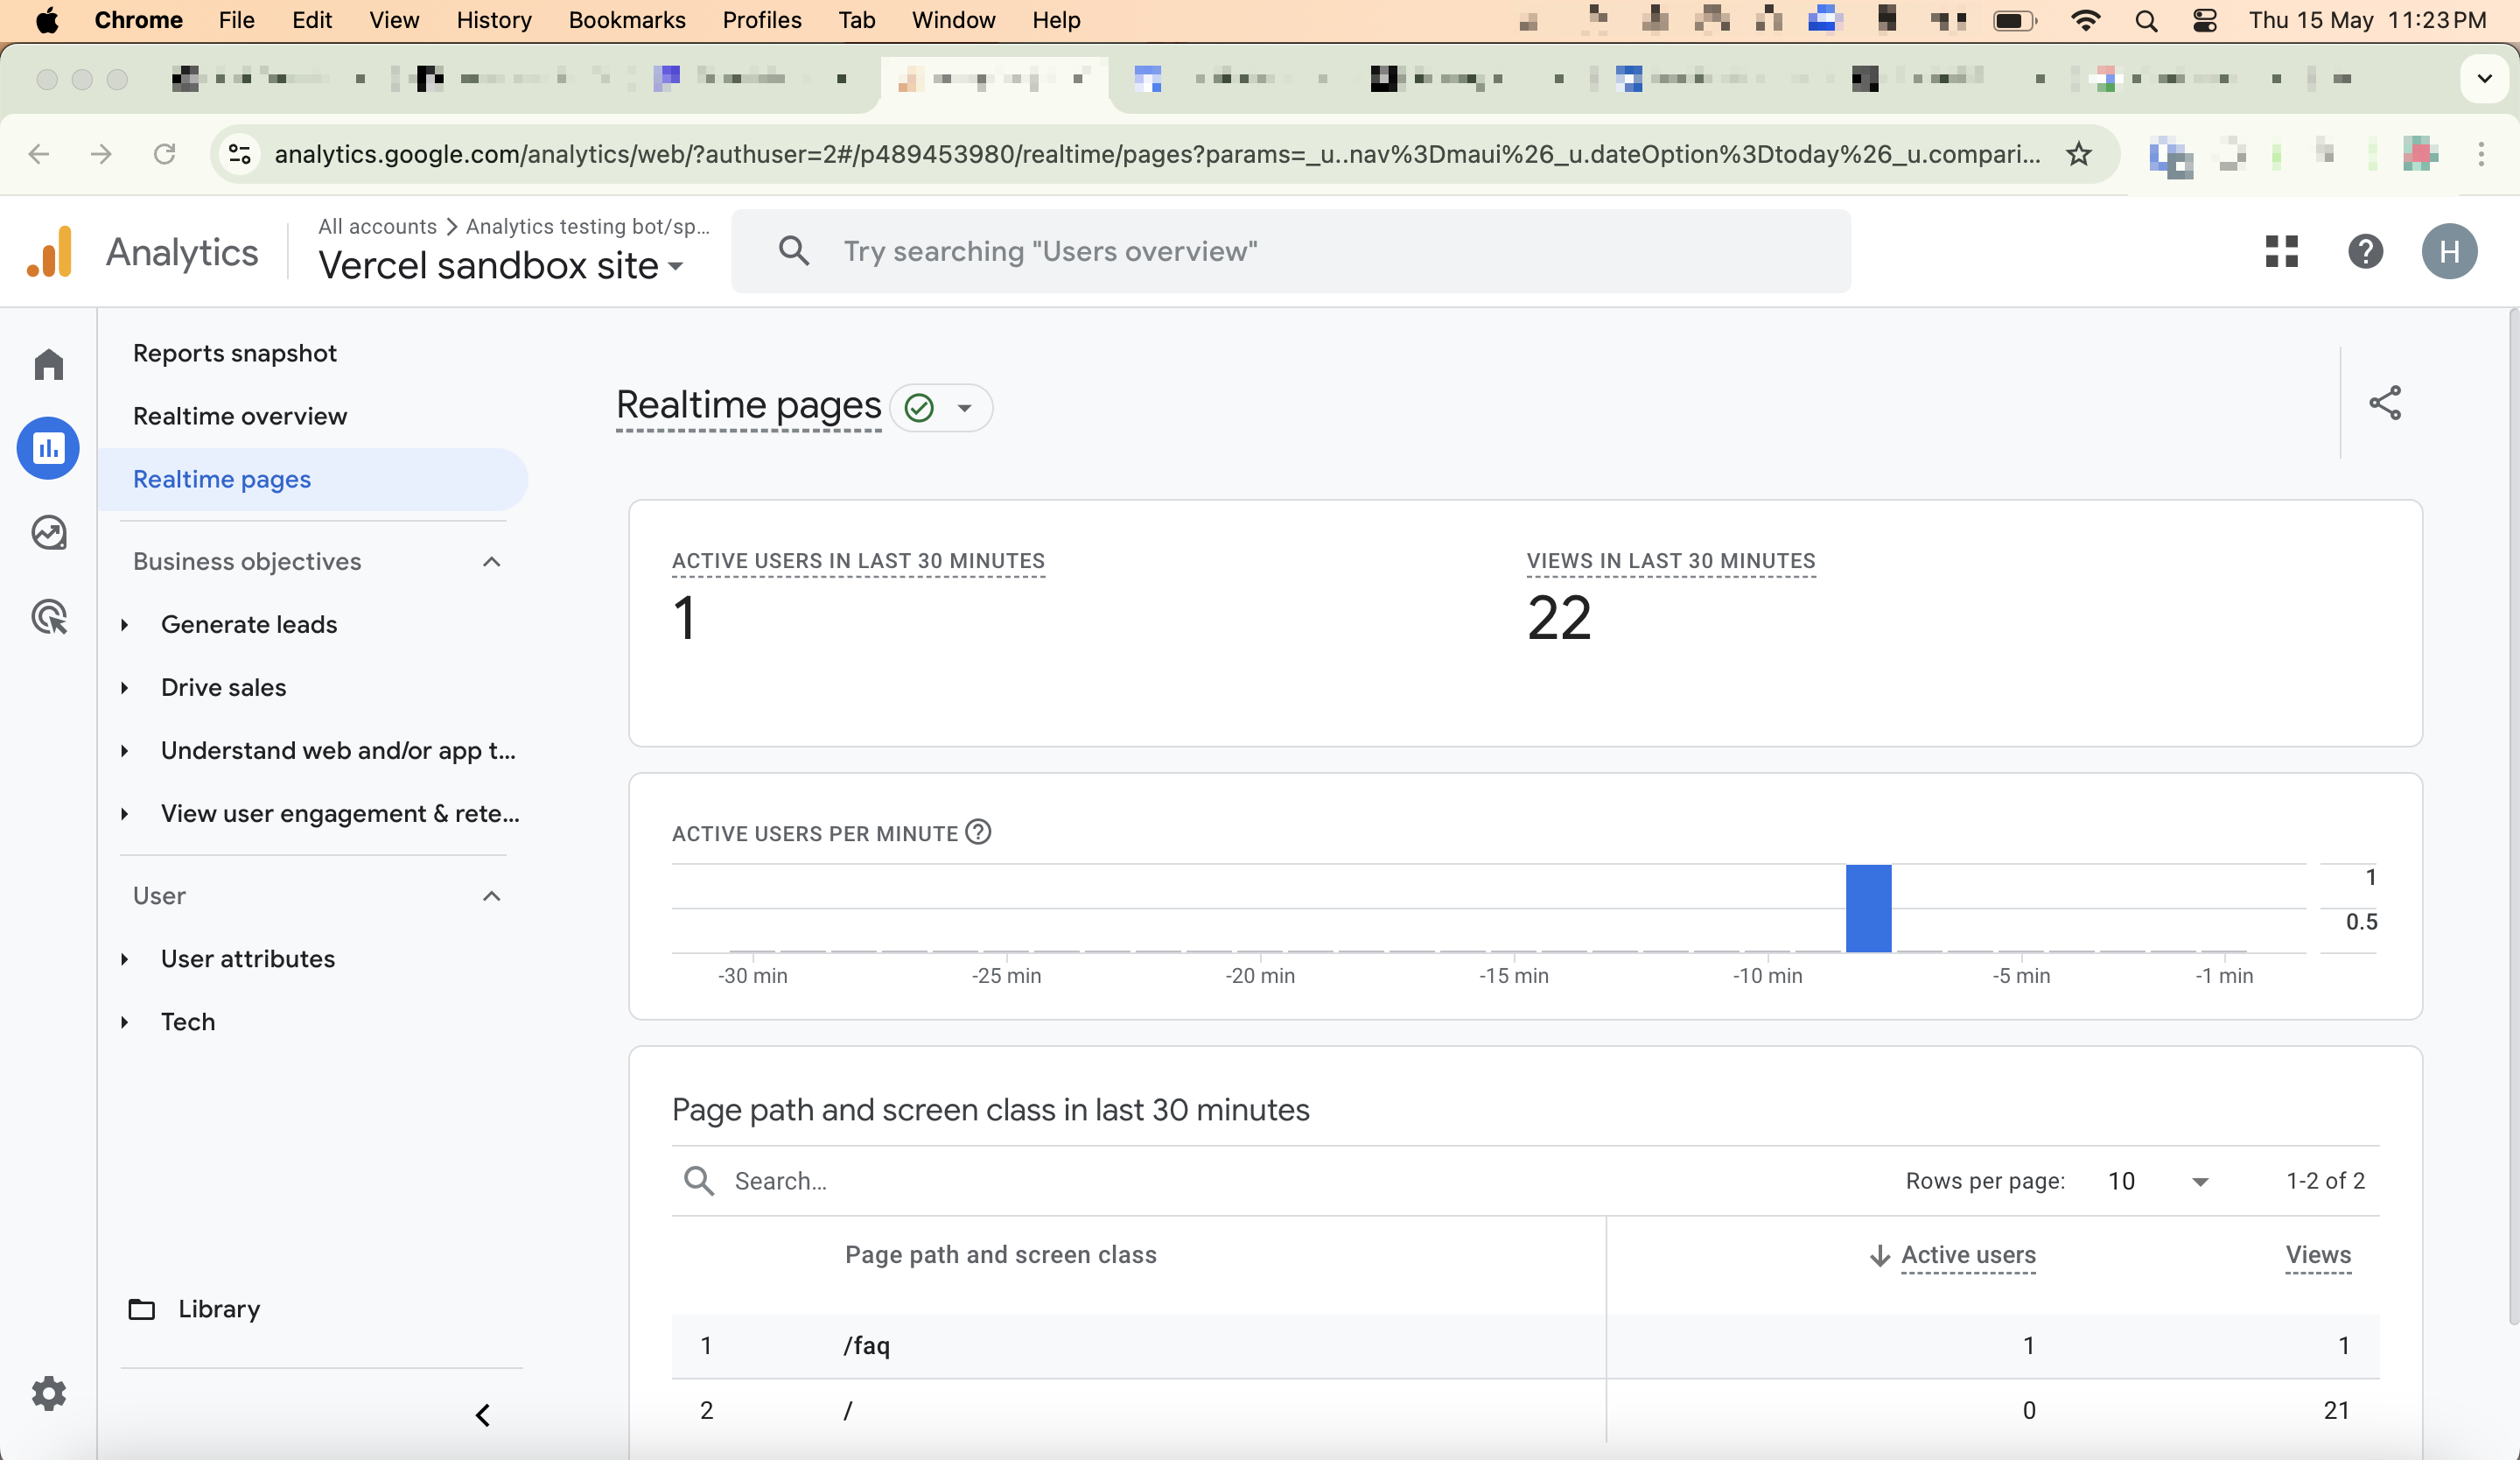 Chrome File Edit View History Bookmarks Profiles Tab Window Help Thu 15 May 11:23 PM
analytics.google.com/analytics/web/?authuser=2#/p489453980/realtime/pages?params=_u..nav%3Dmaui%26_u.dateOption%3Dtoday%26_u.compari...
Analytics
All accounts > Analytics testing bot/sp...
Vercel sandbox site
Try searching "Users overview"
H
Reports snapshot
Realtime overview
Realtime pages
Business objectives
Generate leads
Drive sales
Understand web and/or app t...
View user engagement & rete...
User
User attributes
Tech
Library
Realtime pages
ACTIVE USERS IN LAST 30 MINUTES
1
VIEWS IN LAST 30 MINUTES
22
ACTIVE USERS PER MINUTE
1
0.5
-30 min -25 min -20 min -15 min -10 min -5 min -1 min
Page path and screen class in last 30 minutes
Search... Rows per page: 10 1-2 of 2
Page path and screen class Active users Views
1 /faq 1 1
2 / 0 21